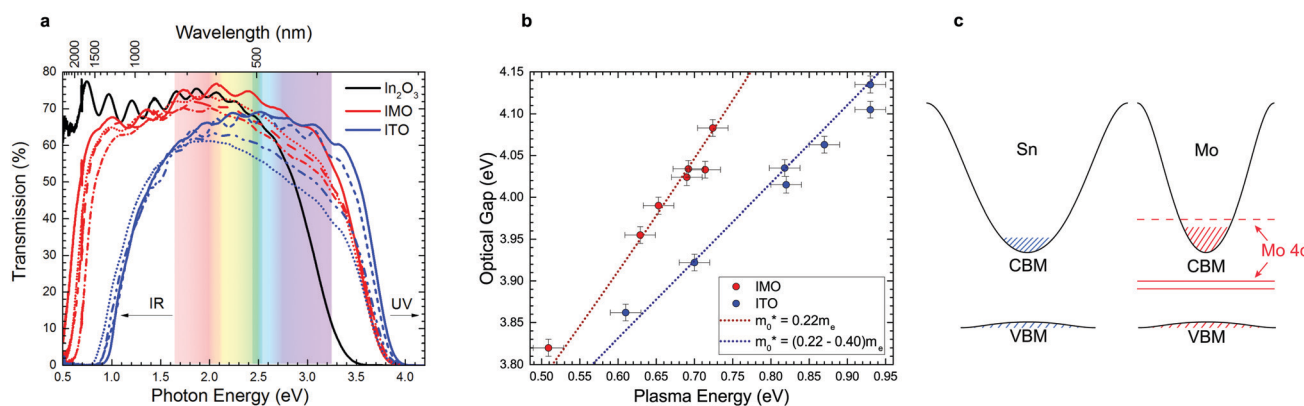 a
Wavelength (nm)
2000
1500
1000
500
80
70
60
50
40
30
20
10
0
Transmission (%)
In₂O₃
IMO
ITO
IR
UV
0.5 1.0 1.5 2.0 2.5 3.0 3.5 4.0
Photon Energy (eV)
b
4.15
4.10
4.05
4.00
3.95
3.90
3.85
3.80
Optical Gap (eV)
IMO
ITO
m₀* = 0.22mₑ
m₀* = (0.22 - 0.40)mₑ
0.50 0.55 0.60 0.65 0.70 0.75 0.80 0.85 0.90 0.95
Plasma Energy (eV)
c
Sn
Mo
CBM
CBM
Mo 4d
VBM
VBM